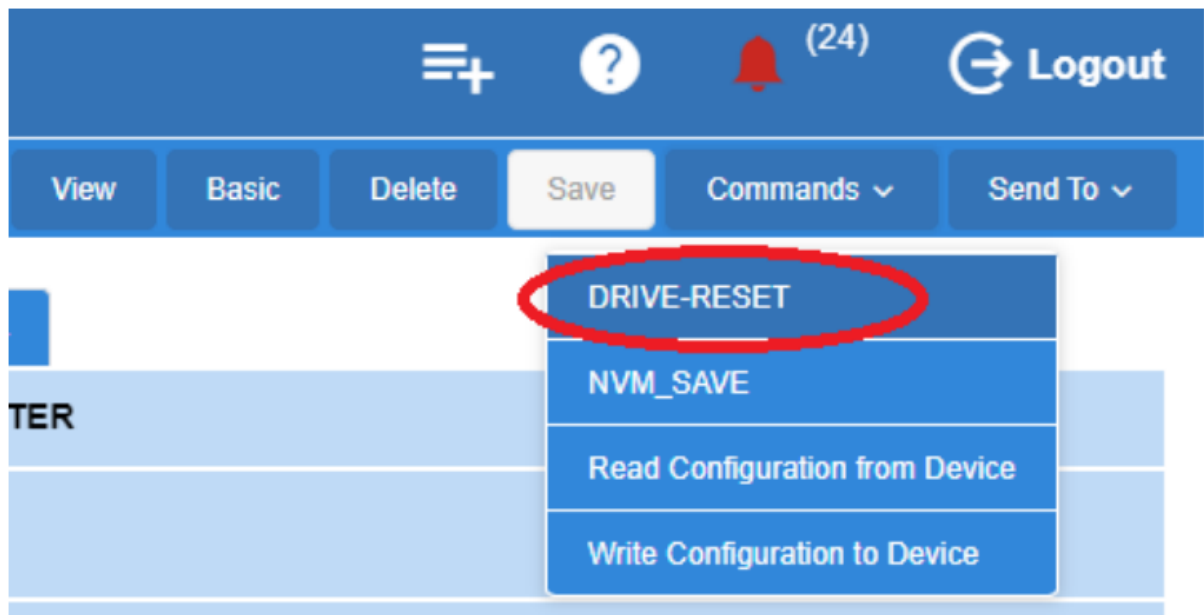 ? (24) Logout
View Basic Delete Save Commands Send To
DRIVE-RESET
NVM_SAVE
TER
Read Configuration from Device
Write Configuration to Device